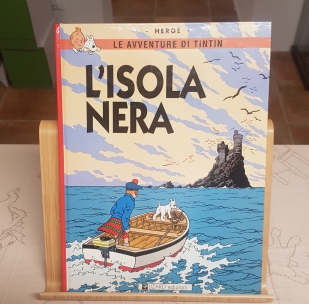 HERGÉ
LE AVVENTURE DI TINTIN
L'ISOLA
NERA